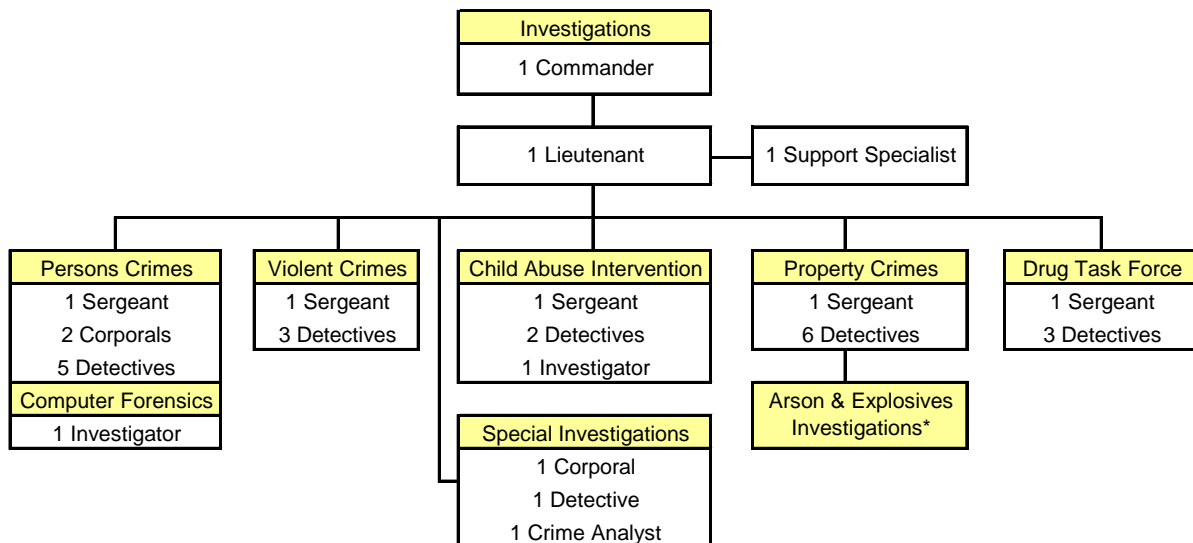 Investigations
1 Commander
1 Lieutenant
1 Support Specialist
Persons Crimes
1 Sergeant
2 Corporals
5 Detectives
Computer Forensics
1 Investigator
Violent Crimes
1 Sergeant
3 Detectives
Child Abuse Intervention
1 Sergeant
2 Detectives
1 Investigator
Special Investigations
1 Corporal
1 Detective
1 Crime Analyst
Property Crimes
1 Sergeant
6 Detectives
Arson & Explosives
Investigations*
Drug Task Force
1 Sergeant
3 Detectives